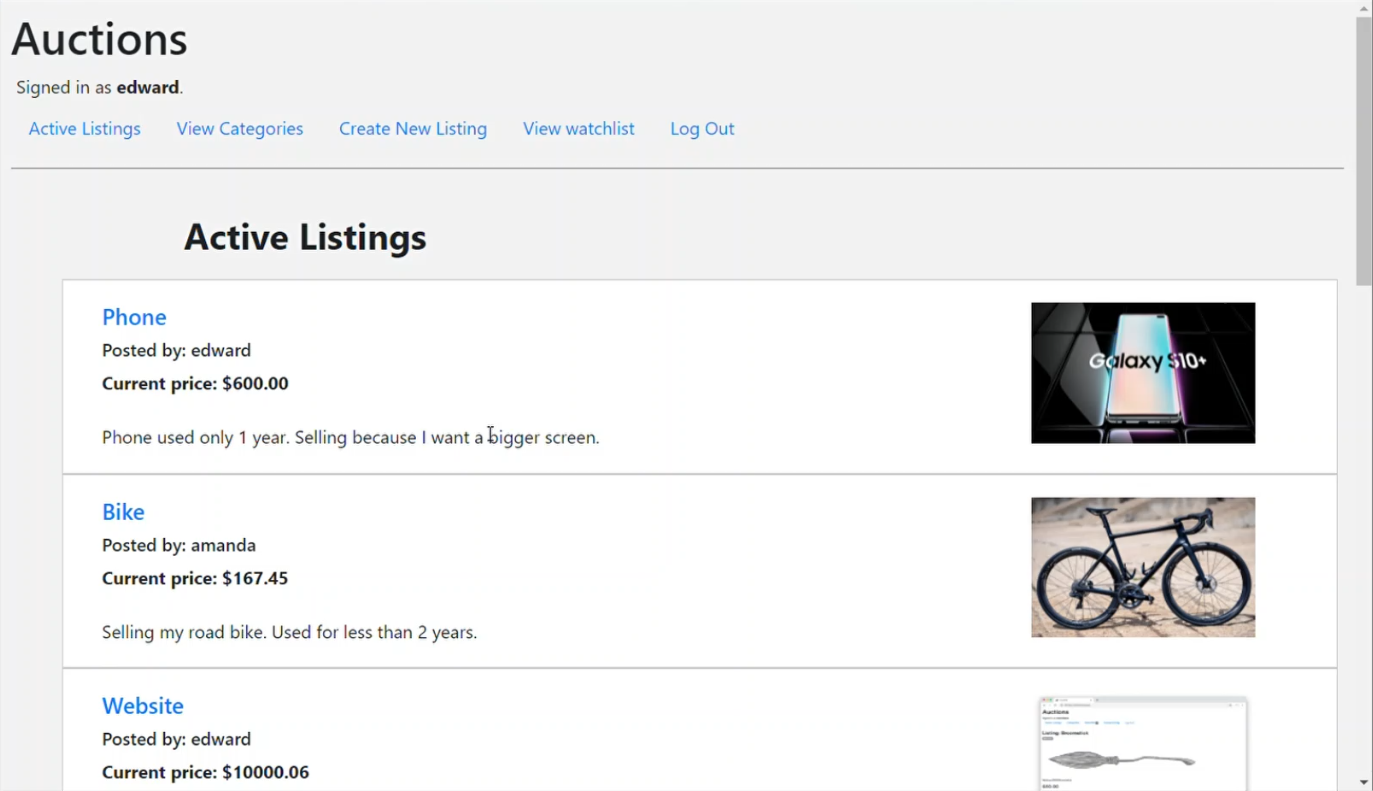 Auctions
Signed in as edward.
Active Listings View Categories Create New Listing View watchlist Log Out
Active Listings
Phone
Posted by: edward
Current price: $600.00
Phone used only 1 year. Selling because I want a bigger screen.
Galaxy S10+
Bike
Posted by: amanda
Current price: $167.45
Selling my road bike. Used for less than 2 years.
Website
Posted by: edward
Current price: $10000.06
Auctions